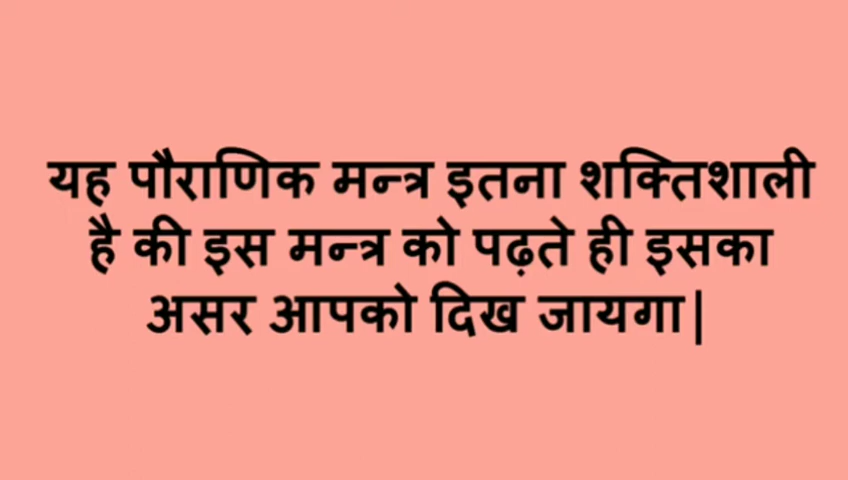 यह पौराणिक मन्त्र इतना शक्तिशाली
है की इस मन्त्र को पढ़ते ही इसका
असर आपको दिख जायगा|